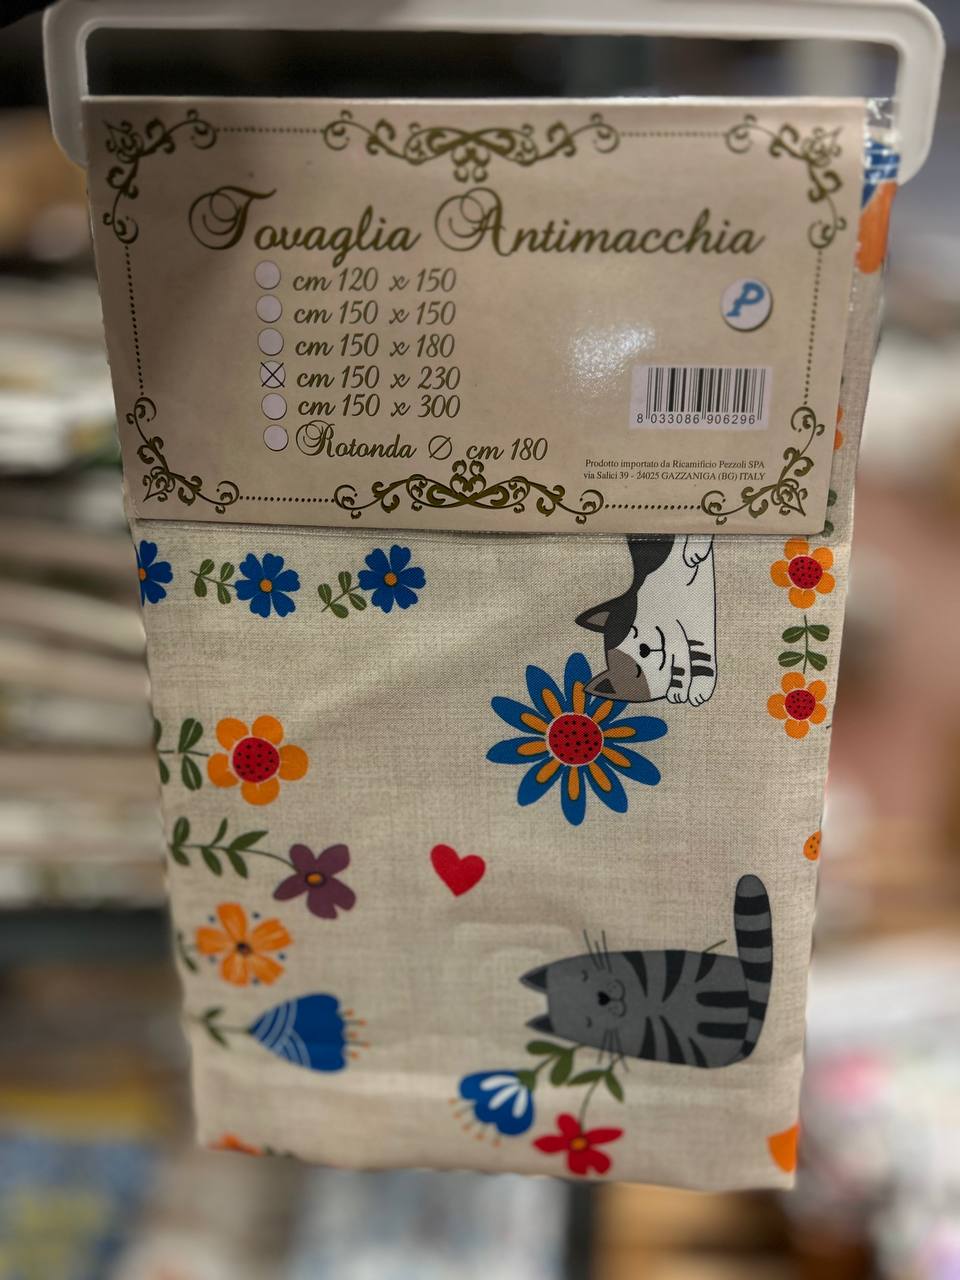 Tovaglia Antimacchia
cm 120 x 150
cm 150 x 150
cm 150 x 180
cm 150 x 230
cm 150 x 300
Rotonda Ø cm 180
P
8 033086 906296
Prodotto importato da Ricamificio Pezzoli SPA
via Salici 39 - 24025 GAZZANIGA (BG) ITALY